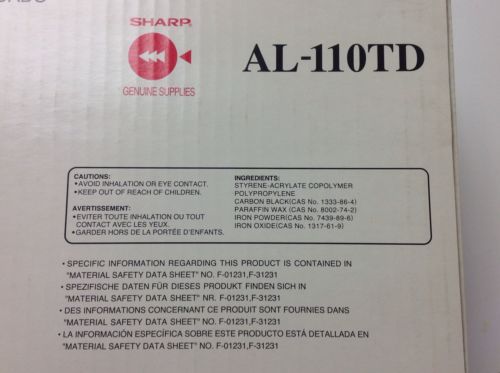 SHARP
GENUINE SUPPLIES
AL-110TD
CAUTIONS:
•AVOID INHALATION OR EYE CONTACT.
•KEEP OUT OF REACH OF CHILDREN.
AVERTISSEMENT:
•EVITER TOUTE INHALATION OU TOUT
CONTACT AVEC LES YEUX.
•GARDER HORS DE LA PORTÉE D'ENFANTS.
INGREDIENTS:
STYRENE-ACRYLATE COPOLYMER
POLYPROPYLENE
CARBON BLACK(CAS No. 1333-86-4)
PARAFFIN WAX (CAS No. 8002-74-2)
IRON POWDER(CAS No. 7439-89-6)
IRON OXIDE(CAS No. 1317-61-9)
• SPECIFIC INFORMATION REGARDING THIS PRODUCT IS CONTAINED IN
"MATERIAL SAFETY DATA SHEET" NO. F-01231,F-31231
• SPEZIFISCHE DATEN FÜR DIESES PRODUKT FINDEN SICH IN
"MATERIAL SAFETY DATA SHEET" NR. F-01231,F-31231
• DES INFORMATIONS CONCERNANT CE PRODUIT SONT FOURNIES DANS
"MATERIAL SAFETY DATA SHEET" NO. F-01231,F-31231
• LA INFORMACIÓN ESPECÍFICA SOBRE ESTE PRODUCTO ESTÁ DETALLADA EN
"MATERIAL SAFETY DATA SHEET" NO. F-01231,F-31231